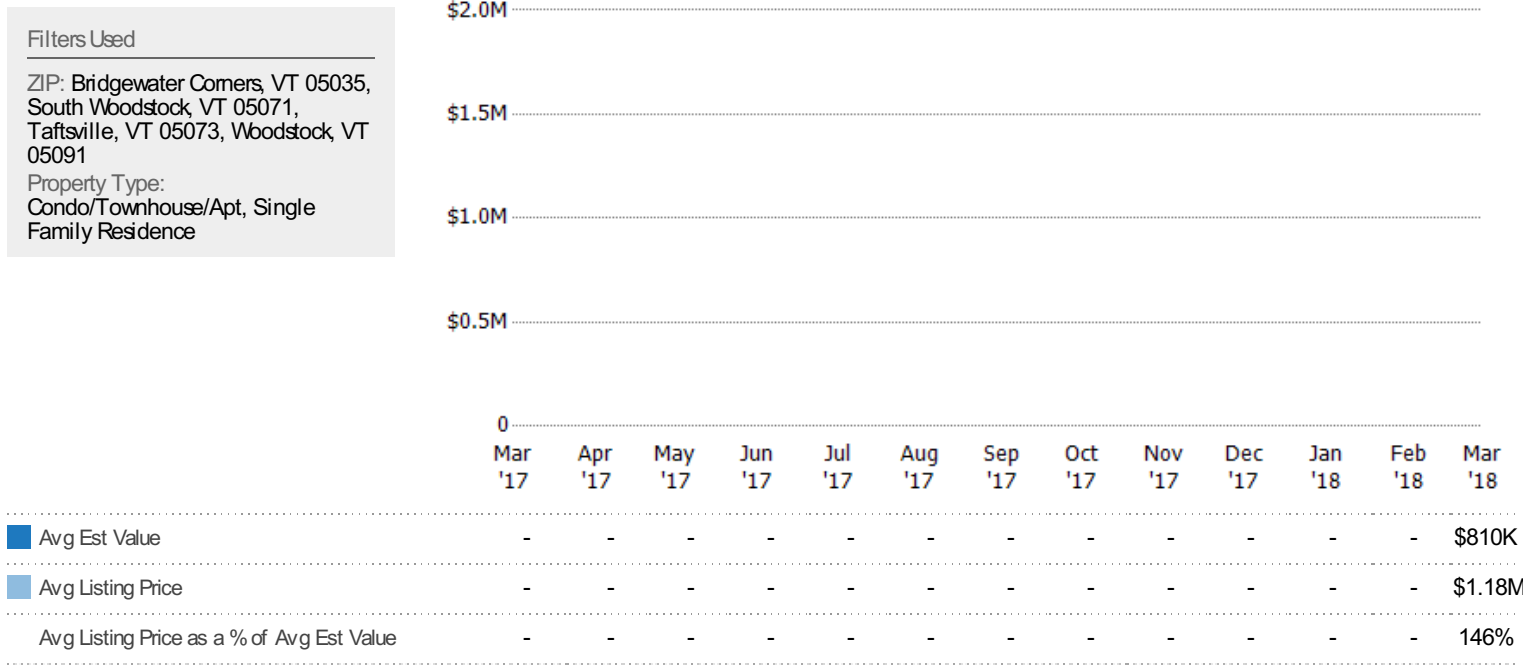 Filters Used
ZIP: Bridgewater Corners, VT 05035,
South Woodstock, VT 05071,
Taftsville, VT 05073, Woodstock, VT
05091
Property Type:
Condo/Townhouse/Apt, Single
Family Residence
$2.0M
$1.5M
$1.0M
$0.5M
0
Mar Apr May Jun Jul Aug Sep Oct Nov Dec Jan Feb Mar
'17 '17 '17 '17 '17 '17 '17 '17 '17 '17 '18 '18 '18
Avg Est Value - - - - - - - - - - - - $810K
Avg Listing Price - - - - - - - - - - - - $1.18M
Avg Listing Price as a % of Avg Est Value - - - - - - - - - - - - 146%